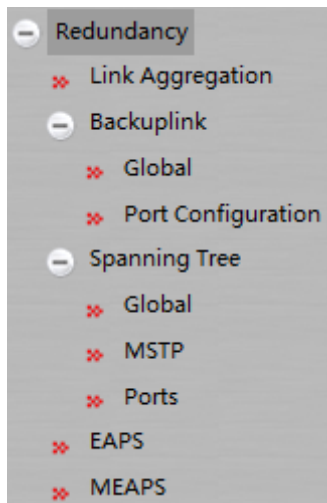 Redundancy
Link Aggregation
Backuplink
Global
Port Configuration
Spanning Tree
Global
MSTP
Ports
EAPS
MEAPS